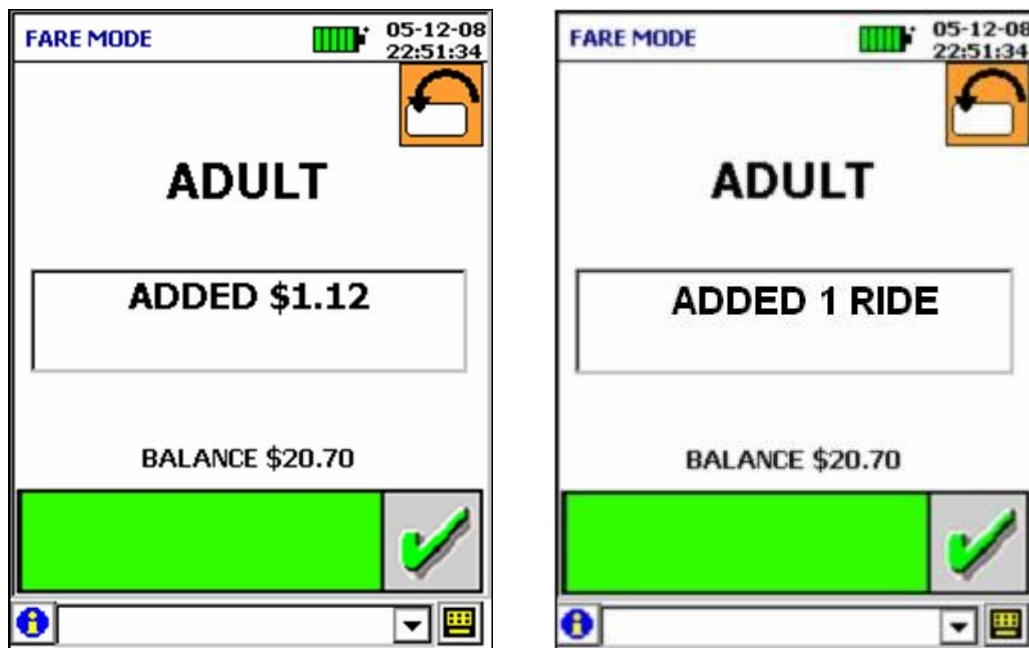 FARE MODE
05-12-08
22:51:34
ADULT
ADDED $1.12
BALANCE $20.70
FARE MODE
05-12-08
22:51:34
ADULT
ADDED 1 RIDE
BALANCE $20.70